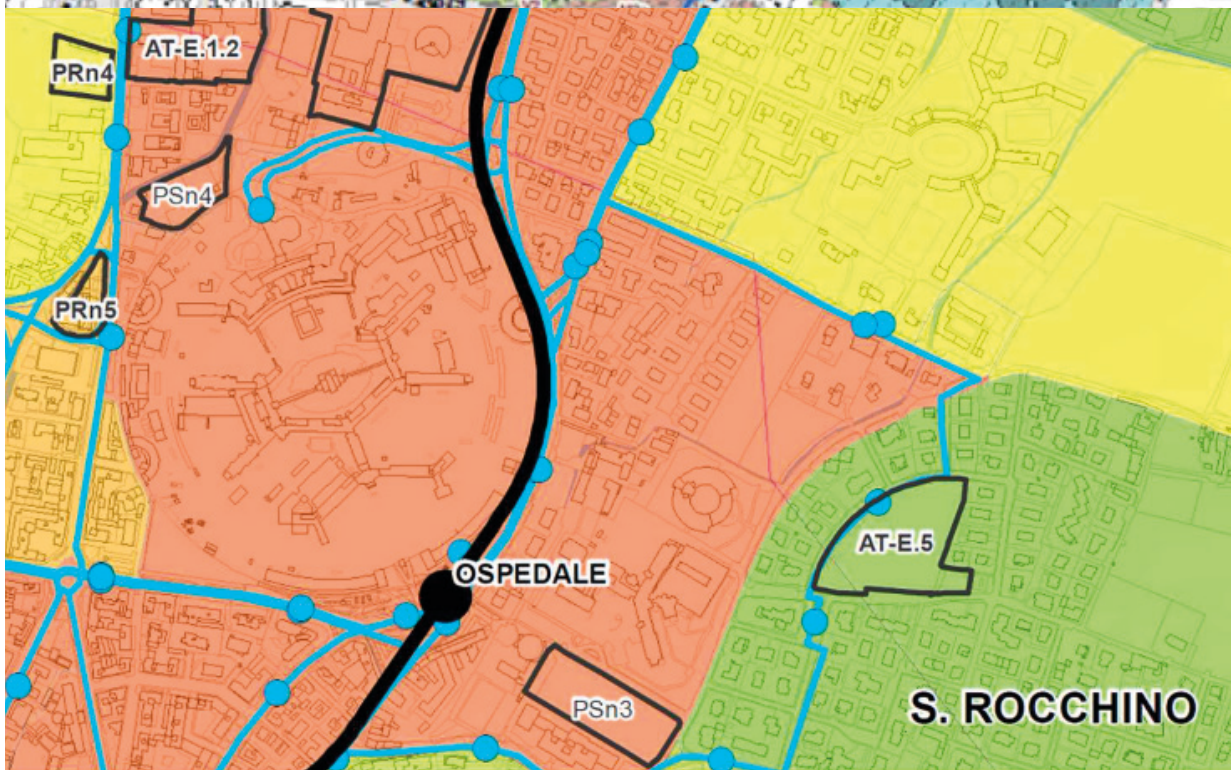 AT-E.1.2
PRn4
PSn4
PRn5
OSPEDALE
AT-E.5
PSn3
S. ROCCHINO